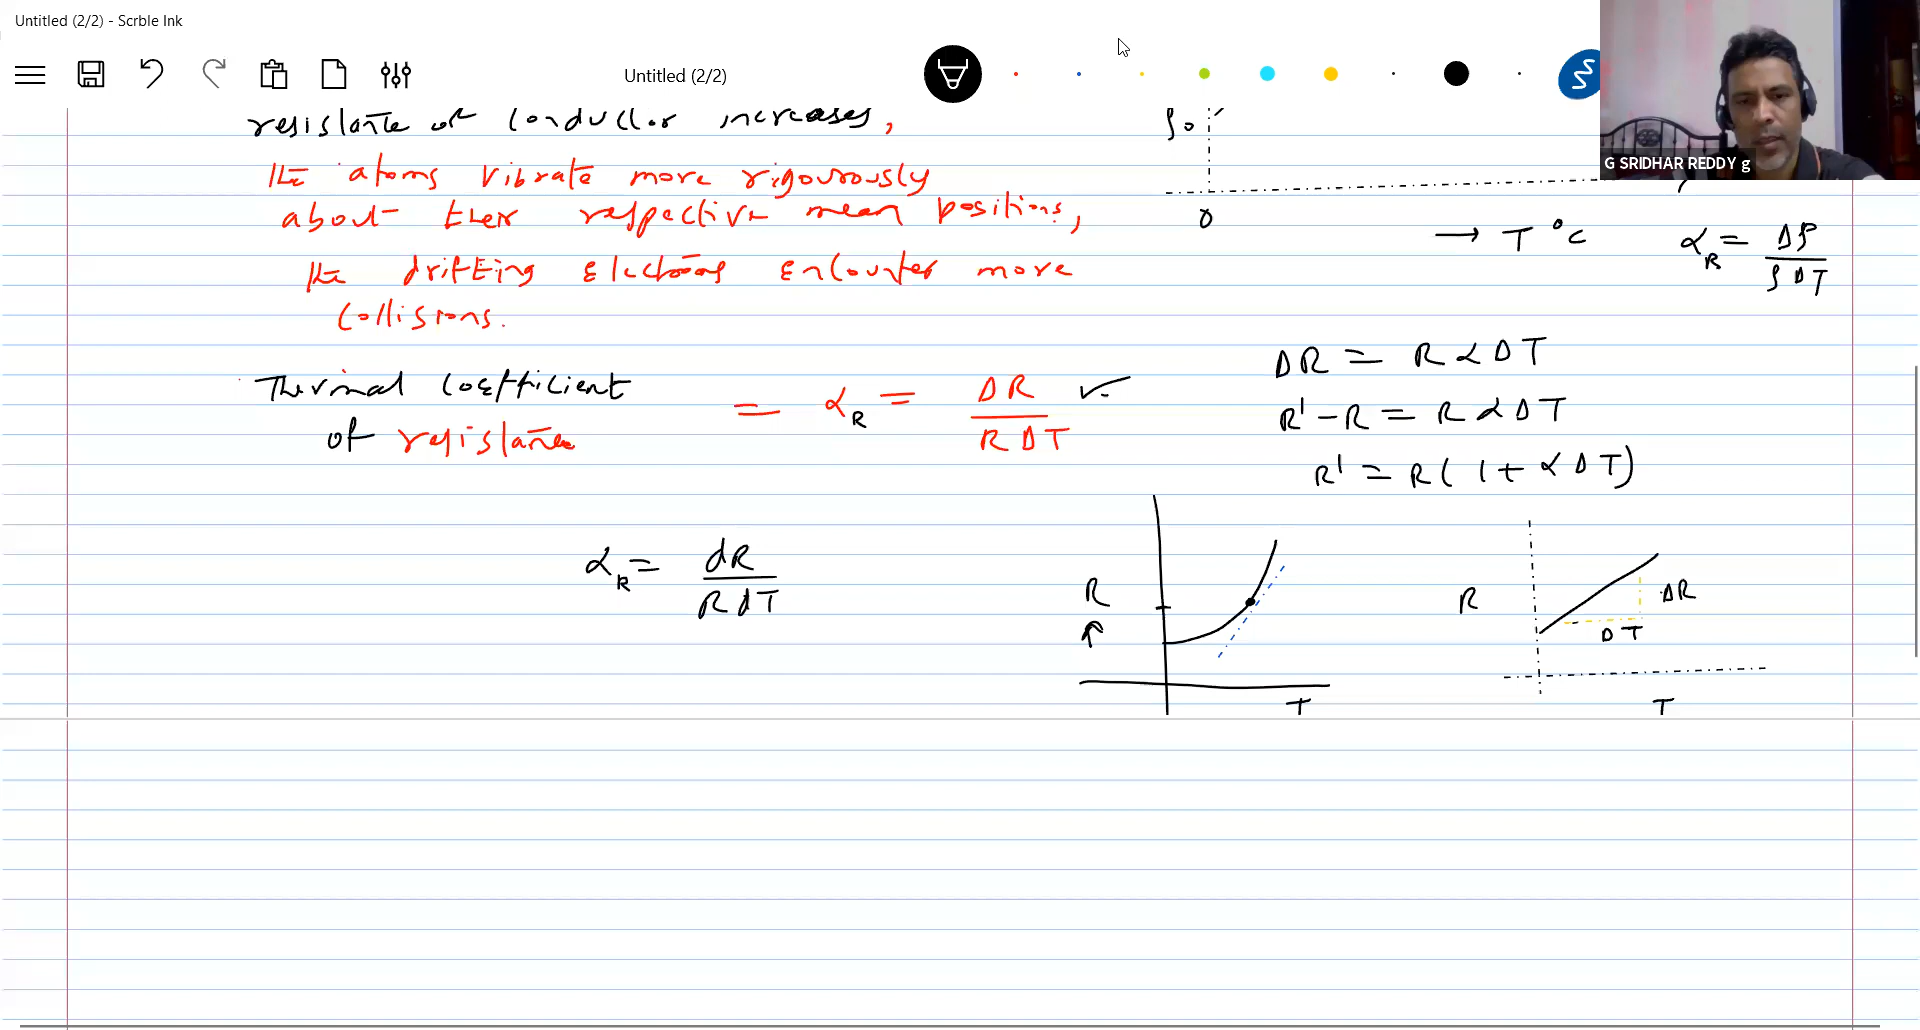 Untitled (2/2) - Scrble Ink
Untitled (2/2)
G SRIDHAR REDDY g
resistance of conductor increases,
the atoms vibrate more rigourously
about their respective mean positions,
the drifting electrons encounter more
collisions.
ρ₀
0
→ T °C
α_R = Δρ / ρ ΔT
Thermal coefficient
of resistance = α_R = ΔR / R ΔT ✓
ΔR = R α ΔT
R' - R = R α ΔT
R' = R ( 1 + α ΔT )
α_R = dR / R dT
R
↑
T
R
ΔR
ΔT
T